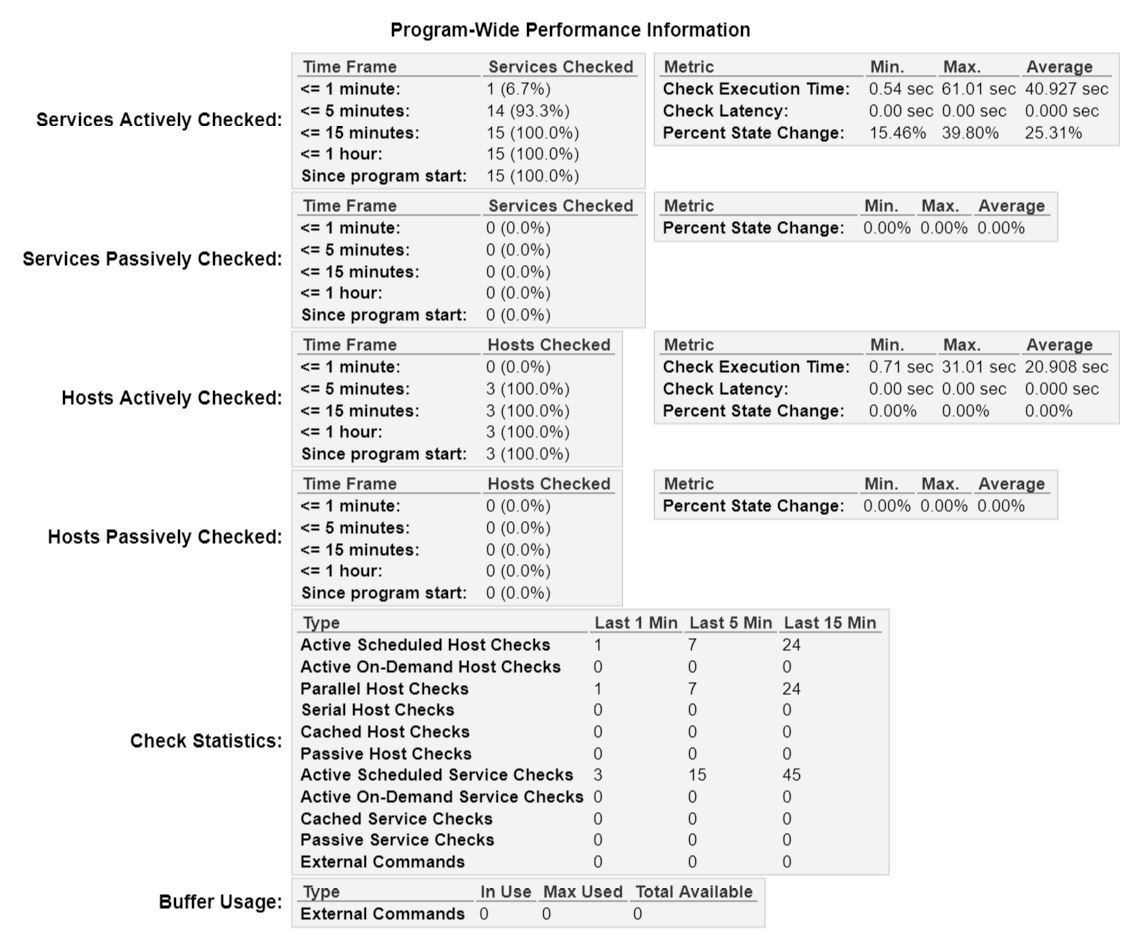 Program-Wide Performance Information
Services Actively Checked:
Time Frame Services Checked
<= 1 minute: 1 (6.7%)
<= 5 minutes: 14 (93.3%)
<= 15 minutes: 15 (100.0%)
<= 1 hour: 15 (100.0%)
Since program start: 15 (100.0%)
Metric Min. Max. Average
Check Execution Time: 0.54 sec 61.01 sec 40.927 sec
Check Latency: 0.00 sec 0.00 sec 0.000 sec
Percent State Change: 15.46% 39.80% 25.31%
Services Passively Checked:
Time Frame Services Checked
<= 1 minute: 0 (0.0%)
<= 5 minutes: 0 (0.0%)
<= 15 minutes: 0 (0.0%)
<= 1 hour: 0 (0.0%)
Since program start: 0 (0.0%)
Metric Min. Max. Average
Percent State Change: 0.00% 0.00% 0.00%
Hosts Actively Checked:
Time Frame Hosts Checked
<= 1 minute: 0 (0.0%)
<= 5 minutes: 3 (100.0%)
<= 15 minutes: 3 (100.0%)
<= 1 hour: 3 (100.0%)
Since program start: 3 (100.0%)
Metric Min. Max. Average
Check Execution Time: 0.71 sec 31.01 sec 20.908 sec
Check Latency: 0.00 sec 0.00 sec 0.000 sec
Percent State Change: 0.00% 0.00% 0.00%
Hosts Passively Checked:
Time Frame Hosts Checked
<= 1 minute: 0 (0.0%)
<= 5 minutes: 0 (0.0%)
<= 15 minutes: 0 (0.0%)
<= 1 hour: 0 (0.0%)
Since program start: 0 (0.0%)
Metric Min. Max. Average
Percent State Change: 0.00% 0.00% 0.00%
Check Statistics:
Type Last 1 Min Last 5 Min Last 15 Min
Active Scheduled Host Checks 1 7 24
Active On-Demand Host Checks 0 0 0
Parallel Host Checks 1 7 24
Serial Host Checks 0 0 0
Cached Host Checks 0 0 0
Passive Host Checks 0 0 0
Active Scheduled Service Checks 3 15 45
Active On-Demand Service Checks 0 0 0
Cached Service Checks 0 0 0
Passive Service Checks 0 0 0
External Commands 0 0 0
Buffer Usage:
Type In Use Max Used Total Available
External Commands 0 0 0